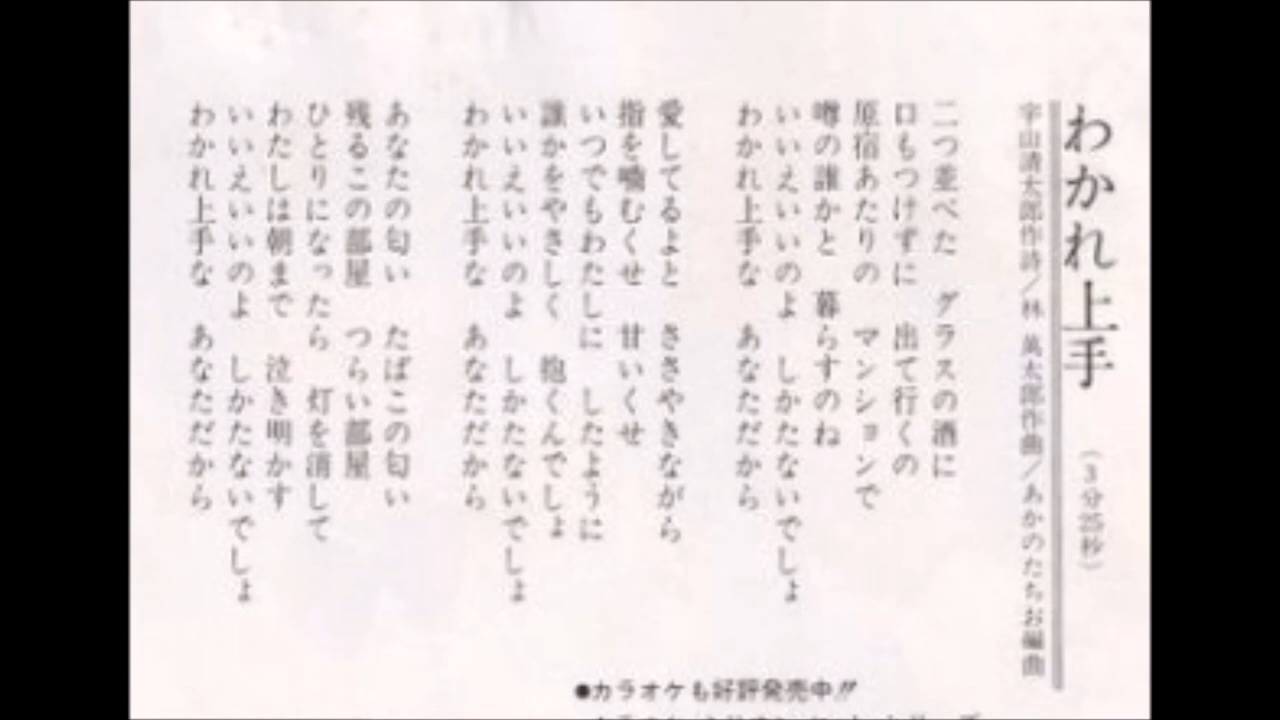 わかれ上手 (3分25秒)
宇山清太郎作詩／林 萬太郎作曲／あかのたちお編曲
二つ並べた グラスの酒に
口もつけずに 出て行くの
原宿あたりの マンションで
噂の誰かと 暮らすのね
いいえいいのよ しかたないでしょ
わかれ上手な あなただから
愛してるよと ささやきながら
指を噛むくせ 甘いくせ
いつでもわたしに したように
誰かをやさしく 抱くんでしょ
いいえいいのよ しかたないでしょ
わかれ上手な あなただから
あなたの匂い たばこの匂い
残るこの部屋 つらい部屋
ひとりになったら 灯を消して
わたしは朝まで 泣き明かす
いいえいいのよ しかたないでしょ
わかれ上手な あなただから
●カラオケも好評発売中!!